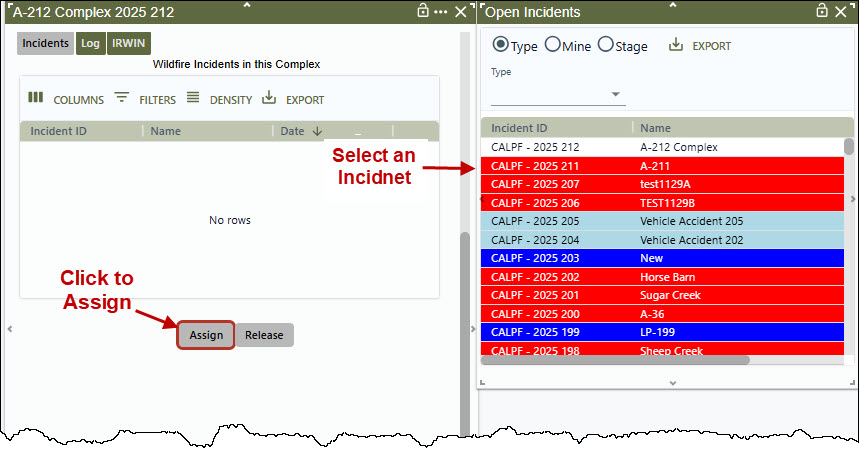 A-212 Complex 2025 212
Incidents Log IRWIN
Wildfire Incidents in this Complex
COLUMNS FILTERS DENSITY EXPORT
Incident ID Name Date
No rows
Click to
Assign
Assign Release
Select an
Incidnet
Open Incidents
Type Mine Stage EXPORT
Type
Incident ID Name
CALPF - 2025 212 A-212 Complex
CALPF - 2025 211 A-211
CALPF - 2025 207 test1129A
CALPF - 2025 206 TEST1129B
CALPF - 2025 205 Vehicle Accident 205
CALPF - 2025 204 Vehicle Accident 202
CALPF - 2025 203 New
CALPF - 2025 202 Horse Barn
CALPF - 2025 201 Sugar Creek
CALPF - 2025 200 A-36
CALPF - 2025 199 LP-199
CALPF - 2025 198 Sheep Creek